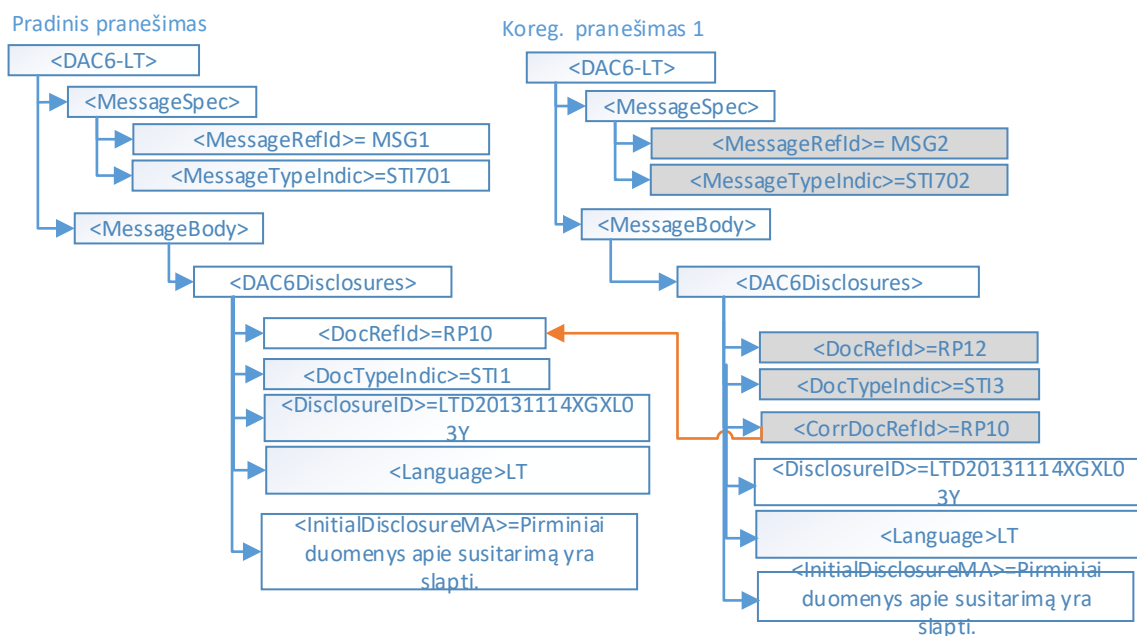 Pradinis pranešimas
<DAC6-LT>
<MessageSpec>
<MessageRefId>= MSG1
<MessageTypeIndic>=STI701
<MessageBody>
<DAC6Disclosures>
<DocRefId>=RP10
<DocTypeIndic>=STI1
<DisclosureID>=LTD20131114XGXL0
3Y
<Language>LT
<InitialDisclosureMA>=Pirminiai
duomenys apie susitarimą yra
slapti.
Koreg. pranešimas 1
<DAC6-LT>
<MessageSpec>
<MessageRefId>= MSG2
<MessageTypeIndic>=STI702
<MessageBody>
<DAC6Disclosures>
<DocRefId>=RP12
<DocTypeIndic>=STI3
<CorrDocRefId>=RP10
<DisclosureID>=LTD20131114XGXL0
3Y
<Language>LT
<InitialDisclosureMA>=Pirminiai
duomenys apie susitarimą yra
slapti.